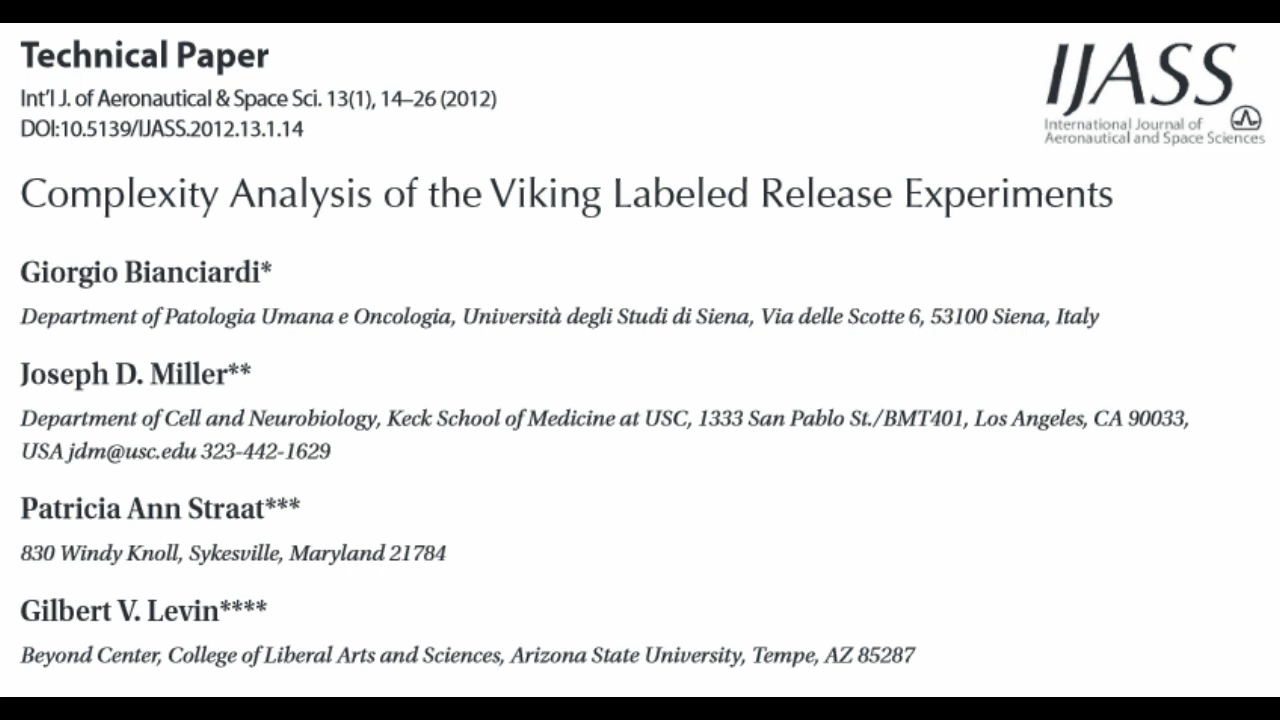 Technical Paper
Int'l J. of Aeronautical & Space Sci. 13(1), 14–26 (2012)
DOI:10.5139/IJASS.2012.13.1.14
IJASS
International Journal of
Aeronautical and Space Sciences
Complexity Analysis of the Viking Labeled Release Experiments
Giorgio Bianciardi*
Department of Patologia Umana e Oncologia, Università degli Studi di Siena, Via delle Scotte 6, 53100 Siena, Italy
Joseph D. Miller**
Department of Cell and Neurobiology, Keck School of Medicine at USC, 1333 San Pablo St./BMT401, Los Angeles, CA 90033,
USA jdm@usc.edu 323-442-1629
Patricia Ann Straat***
830 Windy Knoll, Sykesville, Maryland 21784
Gilbert V. Levin****
Beyond Center, College of Liberal Arts and Sciences, Arizona State University, Tempe, AZ 85287